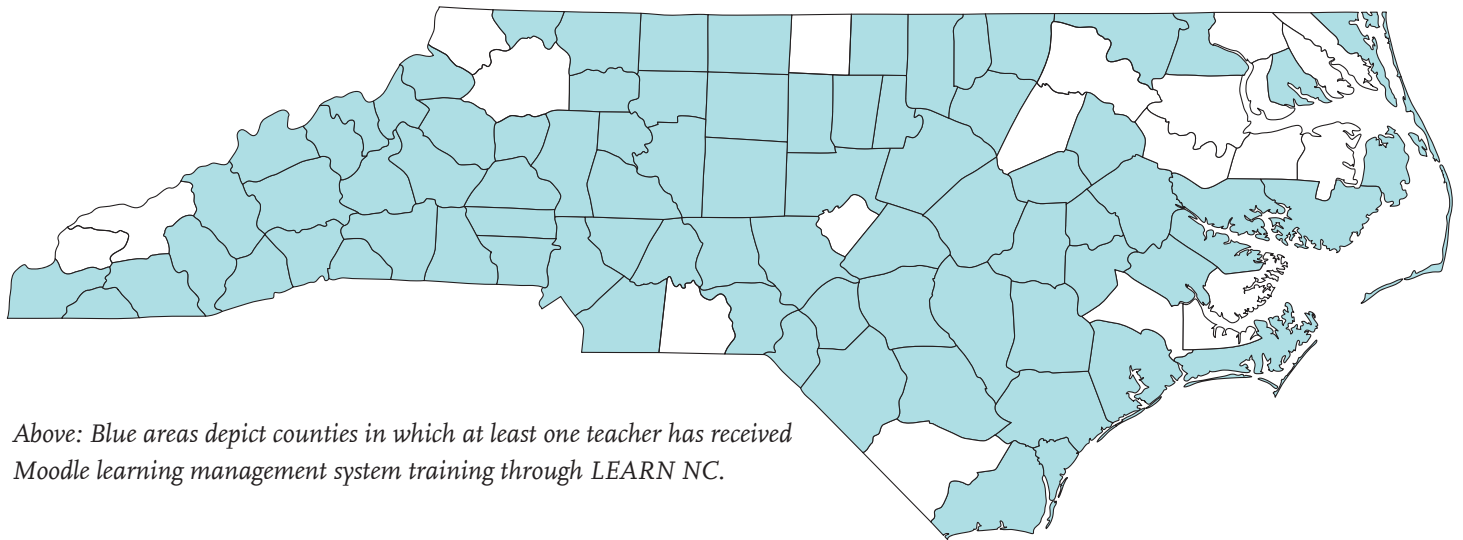 Above: Blue areas depict counties in which at least one teacher has received
Moodle learning management system training through LEARN NC.